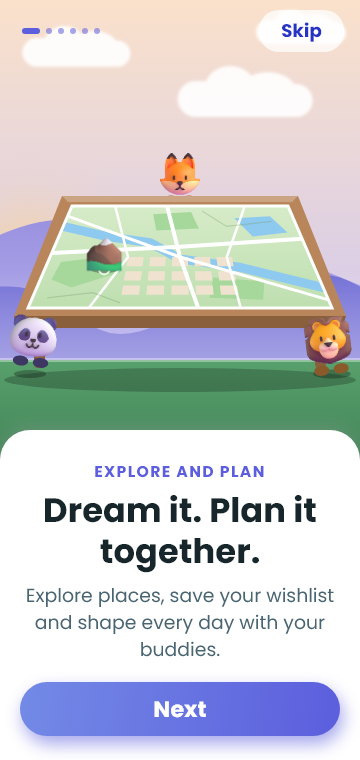 Skip
EXPLORE AND PLAN
Dream it. Plan it
together.
Explore places, save your wishlist
and shape every day with your
buddies.
Next